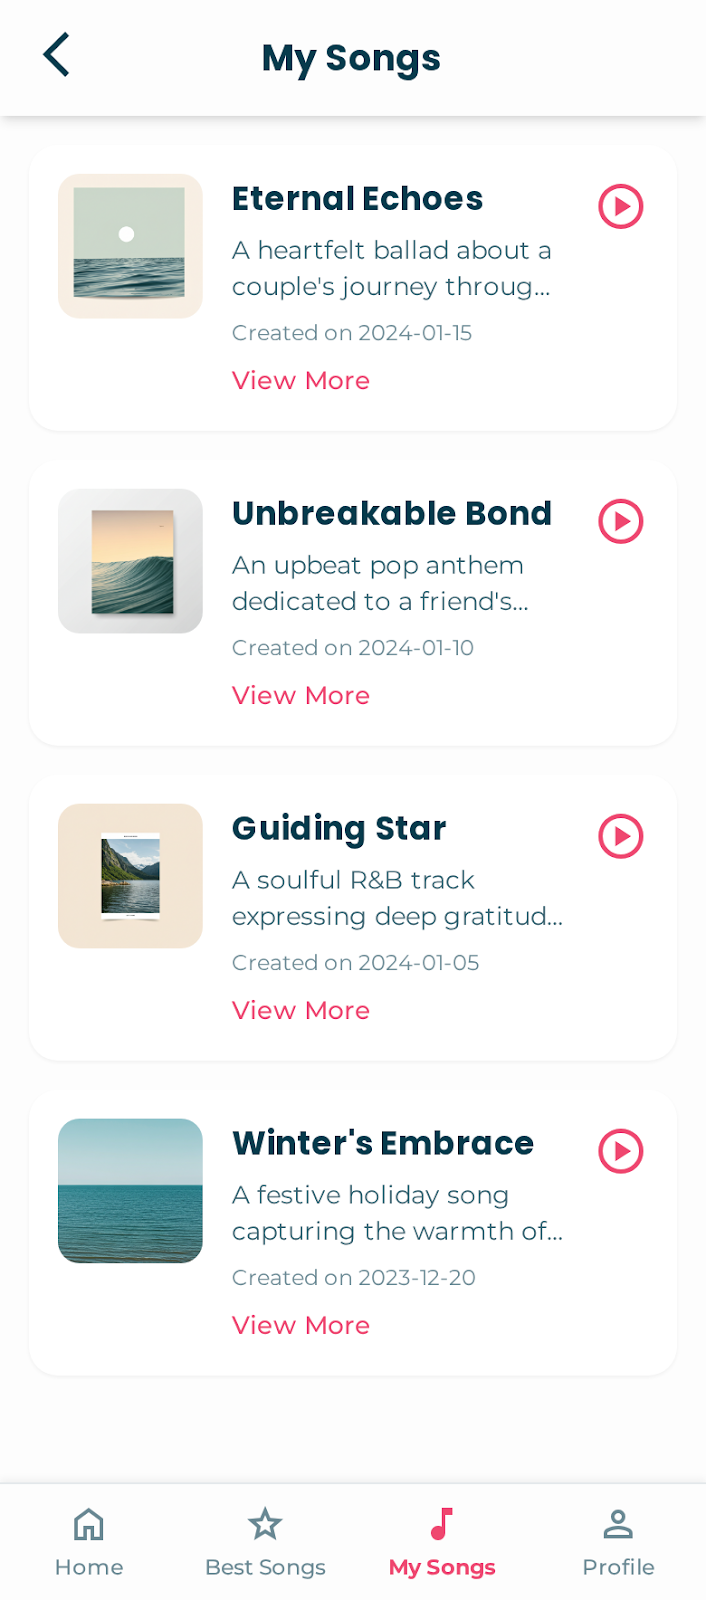 My Songs
Eternal Echoes
A heartfelt ballad about a
couple's journey throug...
Created on 2024-01-15
View More
Unbreakable Bond
An upbeat pop anthem
dedicated to a friend's...
Created on 2024-01-10
View More
Guiding Star
A soulful R&B track
expressing deep gratitud...
Created on 2024-01-05
View More
Winter's Embrace
A festive holiday song
capturing the warmth of...
Created on 2023-12-20
View More
Home
Best Songs
My Songs
Profile